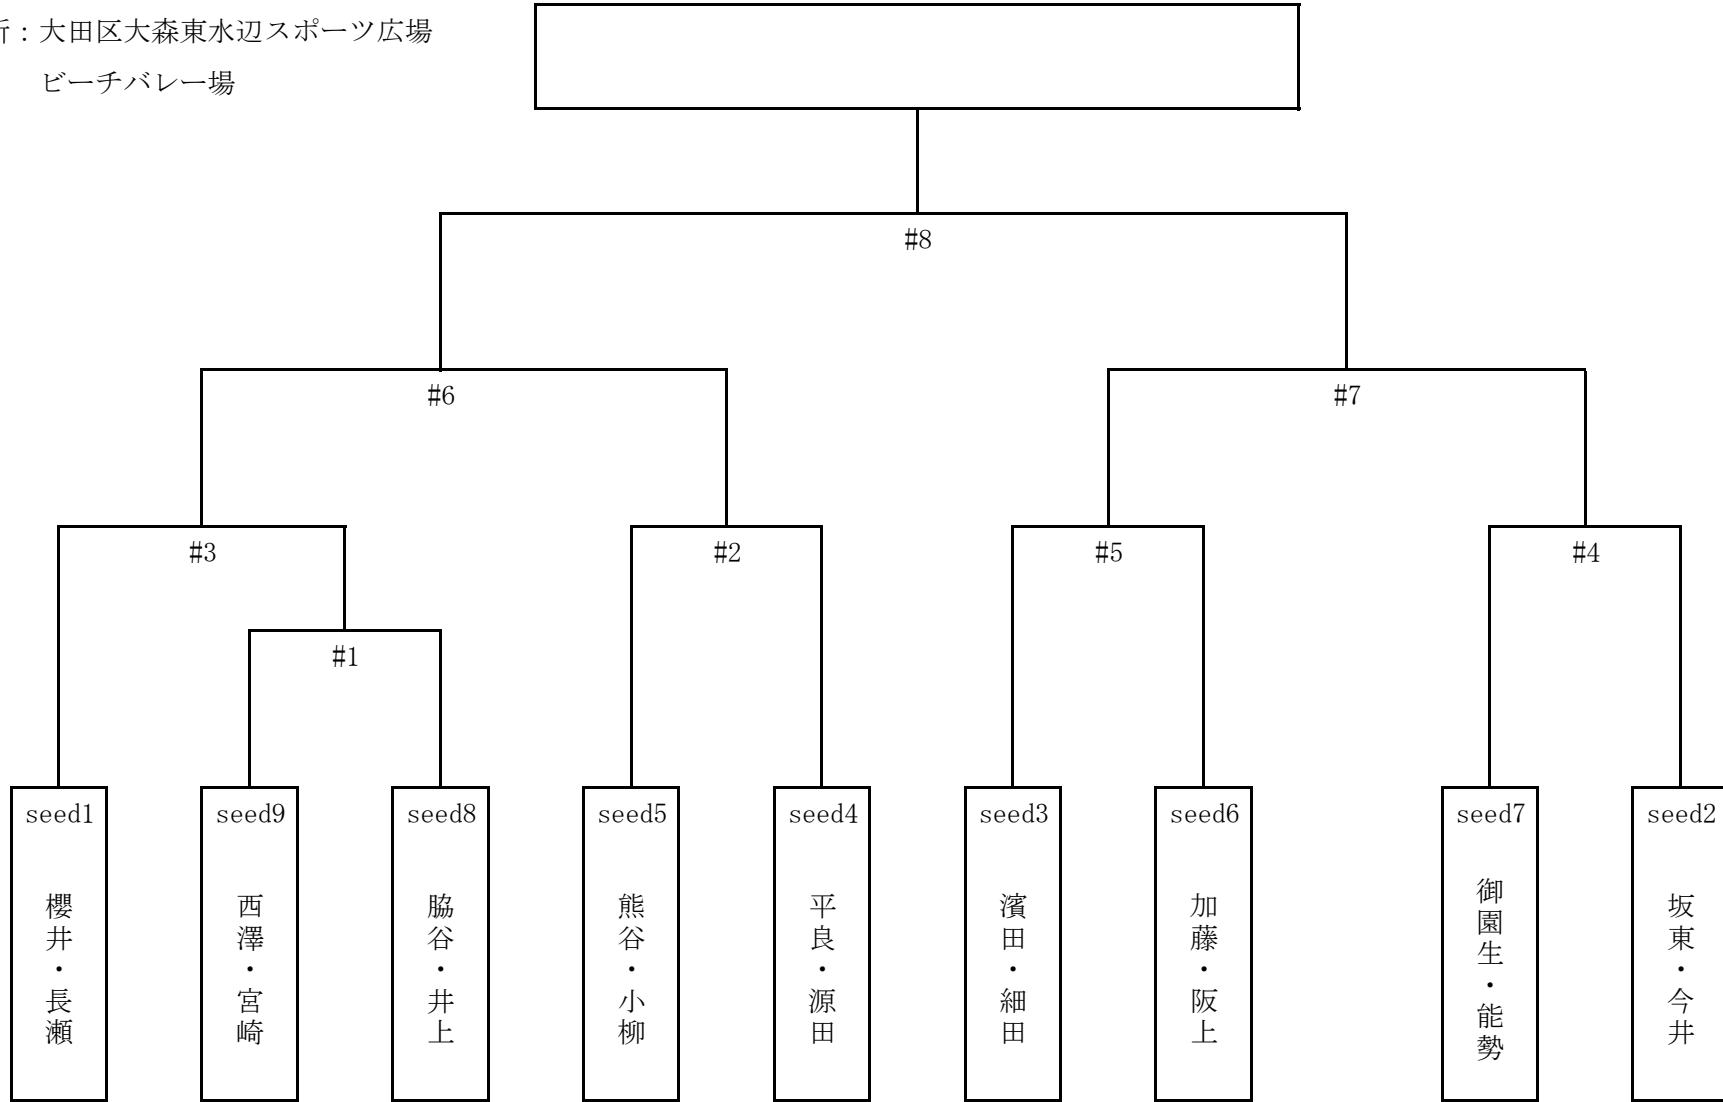 所：大田区大森東水辺スポーツ広場
ビーチバレー場
#8
#6
#7
#3
#2
#5
#4
#1
seed1
櫻井・長瀬
seed9
西澤・宮崎
seed8
脇谷・井上
seed5
熊谷・小柳
seed4
平良・源田
seed3
濱田・細田
seed6
加藤・阪上
seed7
御園生・能勢
seed2
坂東・今井